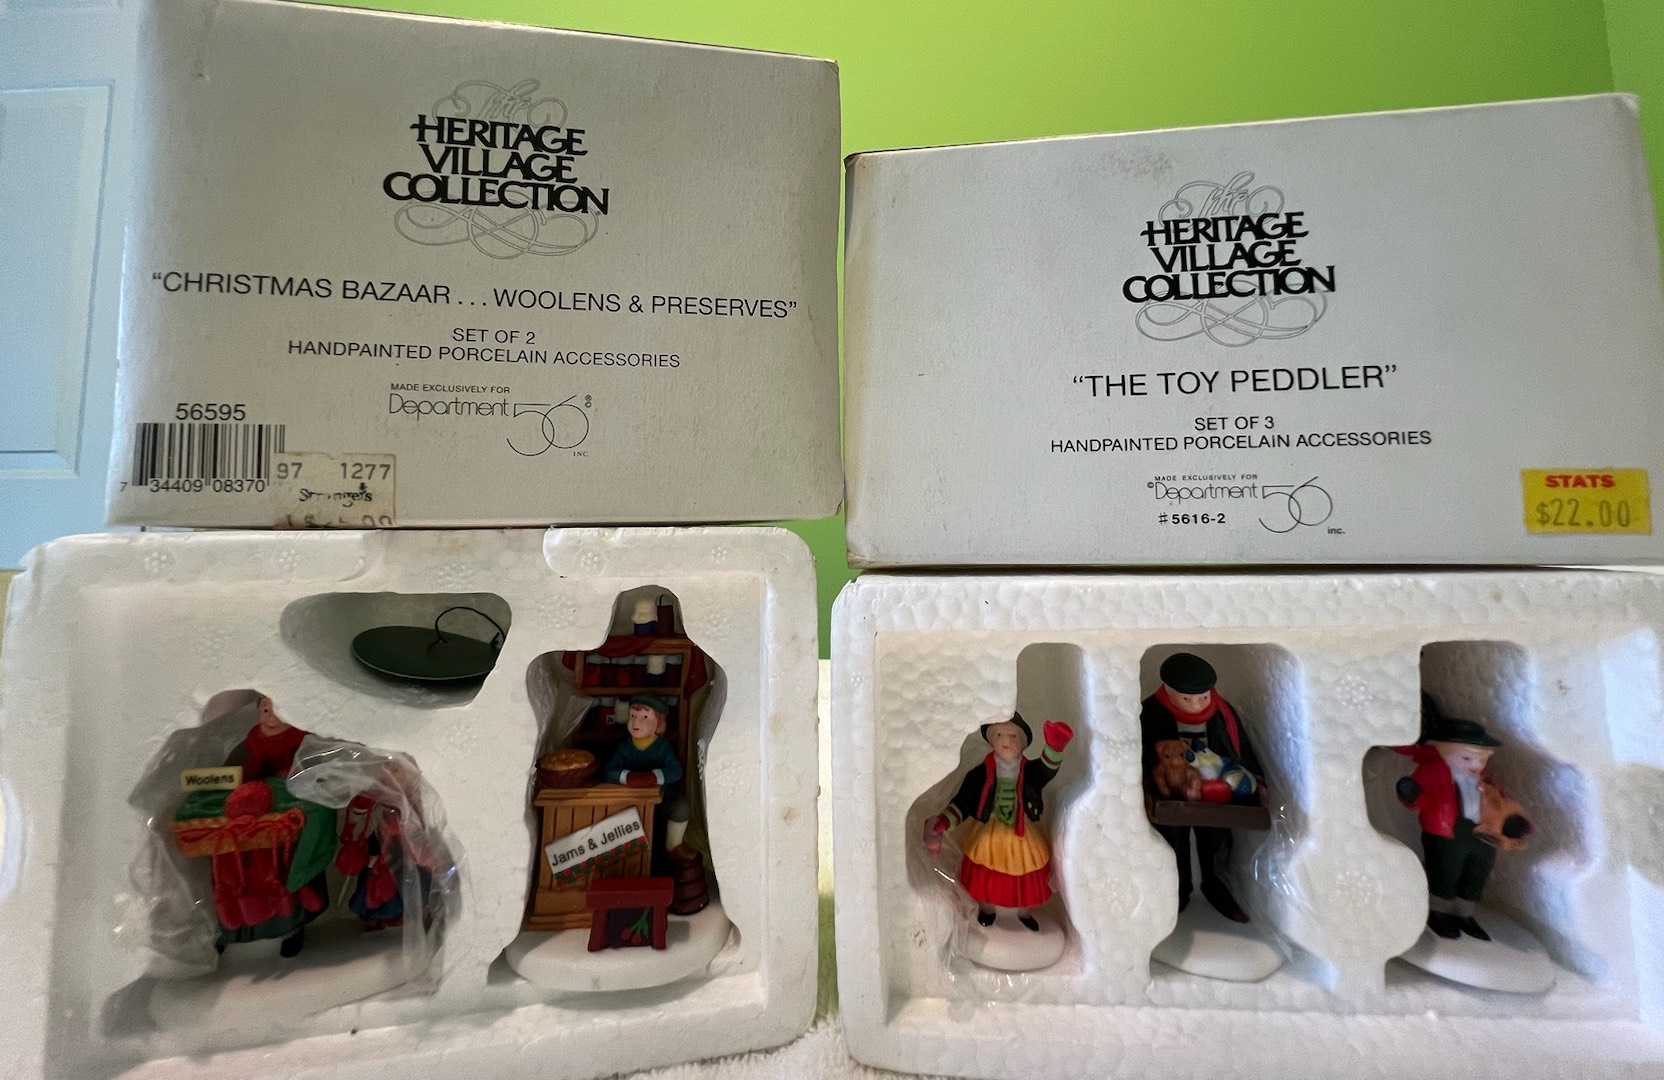 The
HERITAGE
VILLAGE
COLLECTION®
“CHRISTMAS BAZAAR . . . WOOLENS & PRESERVES”
SET OF 2
HANDPAINTED PORCELAIN ACCESSORIES
MADE EXCLUSIVELY FOR
Department 56®©
INC
56595
7 34409 08370
97 1277
The
HERITAGE
VILLAGE
COLLECTION
“THE TOY PEDDLER”
SET OF 3
HANDPAINTED PORCELAIN ACCESSORIES
MADE EXCLUSIVELY FOR
©Department 56
#5616-2
inc.
STATS
$22.00
Woolens
Jams & Jellies